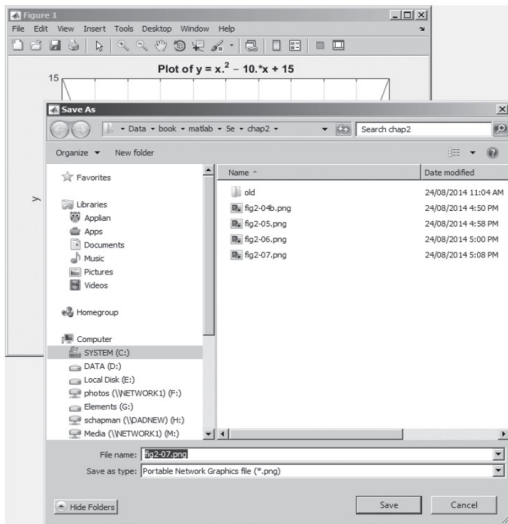 Figure 1
File Edit View Insert Tools Desktop Window Help
Plot of y = x.² − 10.*x + 15
15
y
Save As
Data book matlab 5e chap2
Search chap2
Organize New folder
Favorites
Libraries
Applian
Apps
Documents
Music
Pictures
Videos
Homegroup
Computer
SYSTEM (C:)
DATA (D:)
Local Disk (E:)
photos (\\NETWORK1) (F:)
Elements (G:)
schapman (\\DADNEW) (H:)
Media (\\NETWORK1) (M:)
Name Date modified
old 24/08/2014 11:04 AM
fig2-04b.png 24/08/2014 4:50 PM
fig2-05.png 24/08/2014 4:58 PM
fig2-06.png 24/08/2014 5:00 PM
fig2-07.png 24/08/2014 5:08 PM
File name: fig2-07.png
Save as type: Portable Network Graphics file (*.png)
Hide Folders
Save Cancel